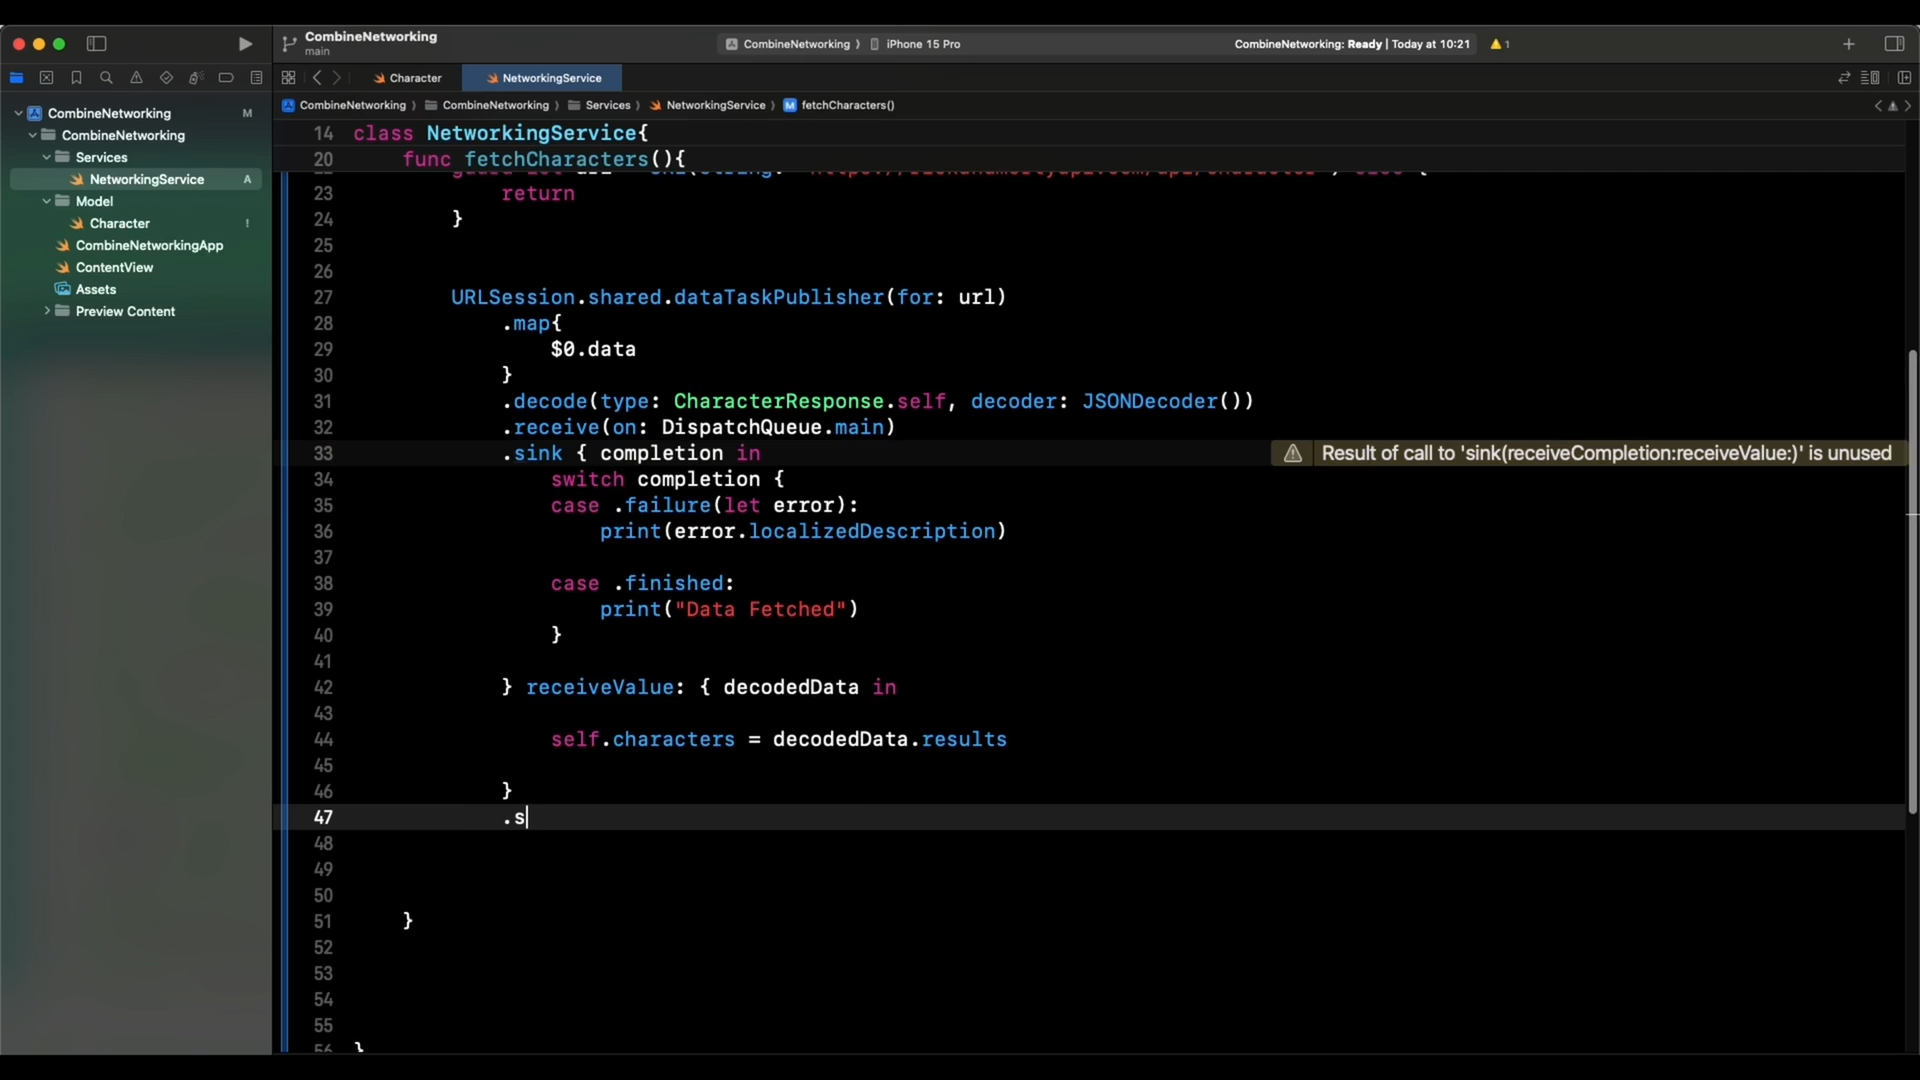 CombineNetworking
main
CombineNetworking ⟩ iPhone 15 Pro
CombineNetworking: Ready | Today at 10:21
1
Character
NetworkingService
CombineNetworking ⟩ CombineNetworking ⟩ Services ⟩ NetworkingService ⟩ M fetchCharacters()
CombineNetworking M
CombineNetworking
Services
NetworkingService A
Model
Character !
CombineNetworkingApp
ContentView
Assets
Preview Content
14 class NetworkingService{
20 func fetchCharacters(){
23 return
24 }
25
26
27 URLSession.shared.dataTaskPublisher(for: url)
28 .map{
29 $0.data
30 }
31 .decode(type: CharacterResponse.self, decoder: JSONDecoder())
32 .receive(on: DispatchQueue.main)
33 .sink { completion in
Result of call to 'sink(receiveCompletion:receiveValue:)' is unused
34 switch completion {
35 case .failure(let error):
36 print(error.localizedDescription)
37
38 case .finished:
39 print("Data Fetched")
40 }
41
42 } receiveValue: { decodedData in
43
44 self.characters = decodedData.results
45
46 }
47 .s
48
49
50
51 }
52
53
54
55
56 }